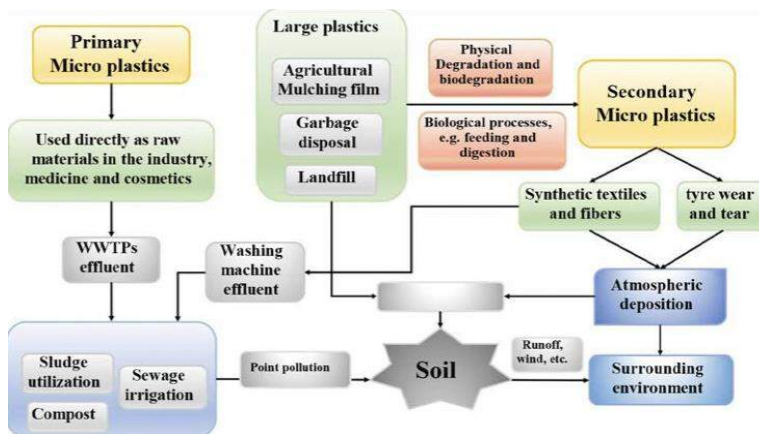 Primary
Micro plastics
Used directly as raw
materials in the industry,
medicine and cosmetics
WWTPs
effluent
Washing
machine
effluent
Sludge
utilization
Sewage
irrigation
Compost
Large plastics
Agricultural
Mulching film
Garbage
disposal
Landfill
Physical
Degradation and
biodegradation
Biological processes,
e.g. feeding and
digestion
Secondary
Micro plastics
Synthetic textiles
and fibers
tyre wear
and tear
Atmospheric
deposition
Point pollution
Soil
Runoff,
wind, etc.
Surrounding
environment